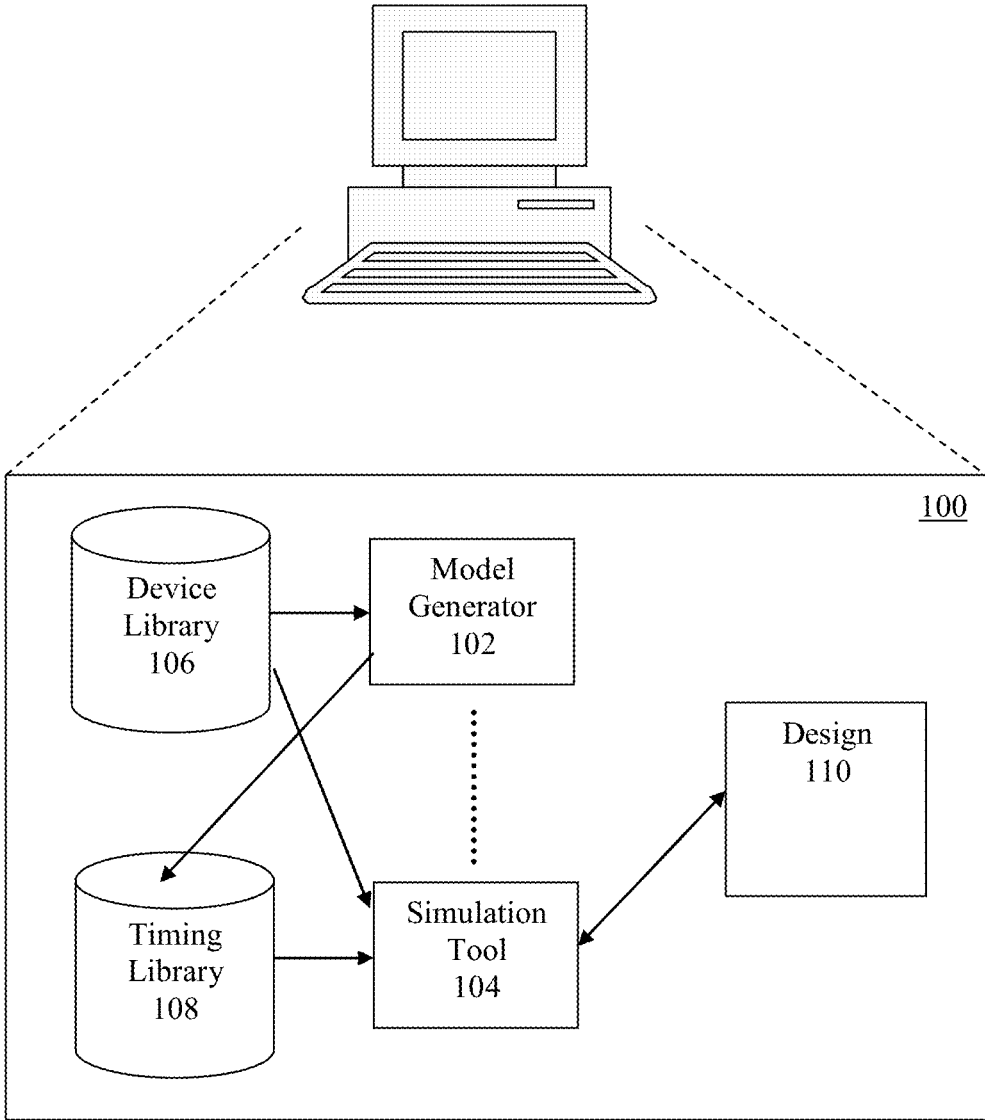 100
Device
Library
106
Model
Generator
102
Design
110
Timing
Library
108
Simulation
Tool
104